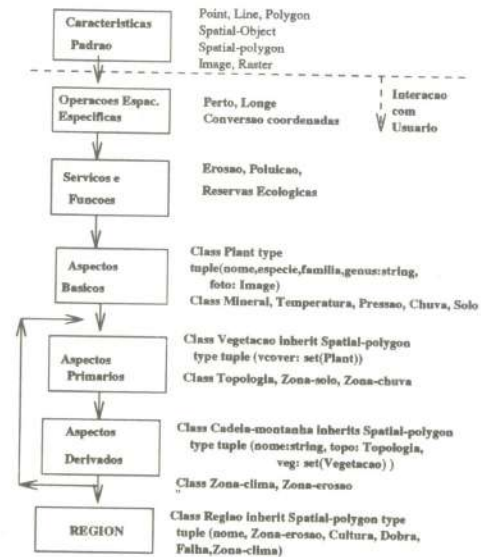 Caracteristicas
Padrao
Point, Line, Polygon
Spatial-Object
Spatial-polygon
Image, Raster
Operacoes Espac.
Especificas
Perto, Longe
Conversao coordenadas
Interacao
com
Usuario
Servicos e
Funcoes
Erosao, Poluicao,
Reservas Ecologicas
Aspectos
Basicos
Class Plant type
tuple(nome,especie,familia,genus:string,
foto: Image)
Class Mineral, Temperatura, Pressao, Chuva, Solo
Aspectos
Primarios
Class Vegetacao inherit Spatial-polygon
type tuple (vcover: set(Plant))
Class Topologia, Zona-solo, Zona-chuva
Aspectos
Derivados
Class Cadeia-montanha inherits Spatial-polygon
type tuple (nome:string, topo: Topologia,
veg: set(Vegetacao) )
Class Zona-clima, Zona-erosao
REGION
Class Regiao inherit Spatial-polygon type
tuple (nome, Zona-erosao, Cultura, Dobra,
Falha,Zona-clima)